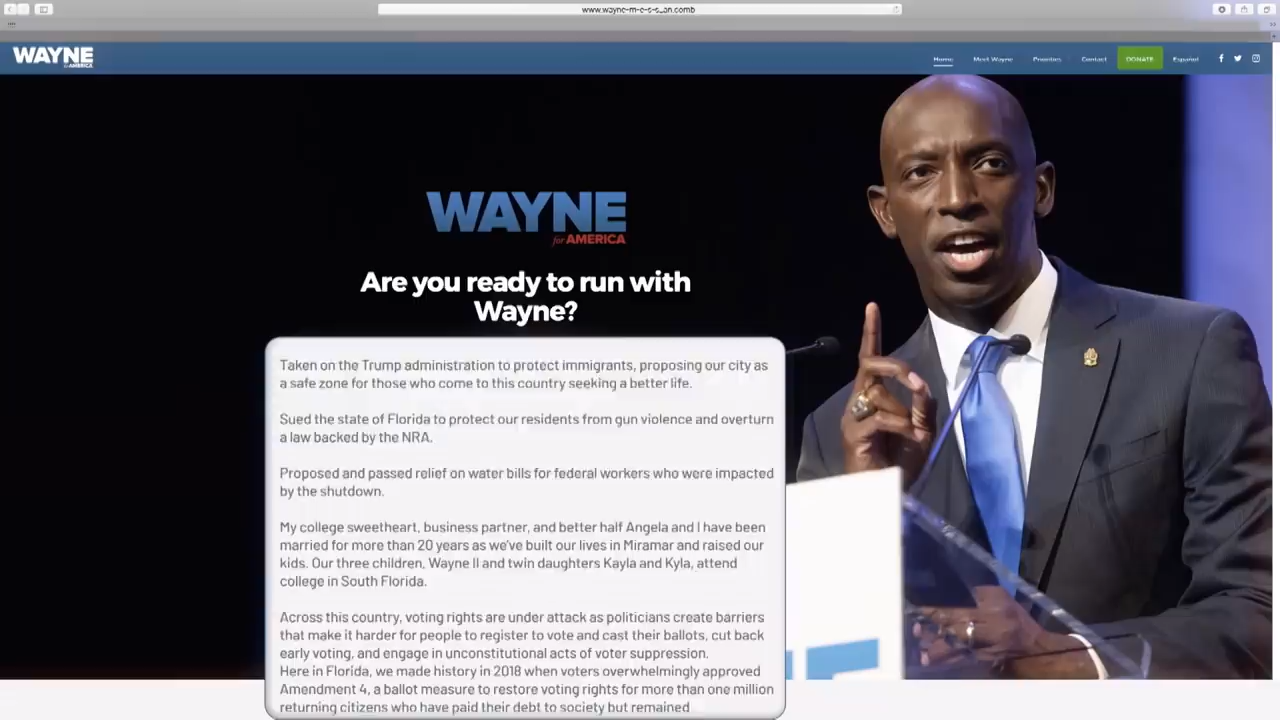 www.wayne-m-e-s-s_an.comb
WAYNE
for AMERICA
Home
Meet Wayne
Priorities
Contact
DONATE
Español
WAYNE
for AMERICA
Are you ready to run with
Wayne?
Taken on the Trump administration to protect immigrants, proposing our city as
a safe zone for those who come to this country seeking a better life.
Sued the state of Florida to protect our residents from gun violence and overturn
a law backed by the NRA.
Proposed and passed relief on water bills for federal workers who were impacted
by the shutdown.
My college sweetheart, business partner, and better half Angela and I have been
married for more than 20 years as we've built our lives in Miramar and raised our
kids. Our three children, Wayne II and twin daughters Kayla and Kyla, attend
college in South Florida.
Across this country, voting rights are under attack as politicians create barriers
that make it harder for people to register to vote and cast their ballots, cut back
early voting, and engage in unconstitutional acts of voter suppression.
Here in Florida, we made history in 2018 when voters overwhelmingly approved
Amendment 4, a ballot measure to restore voting rights for more than one million
returning citizens who have paid their debt to society but remained